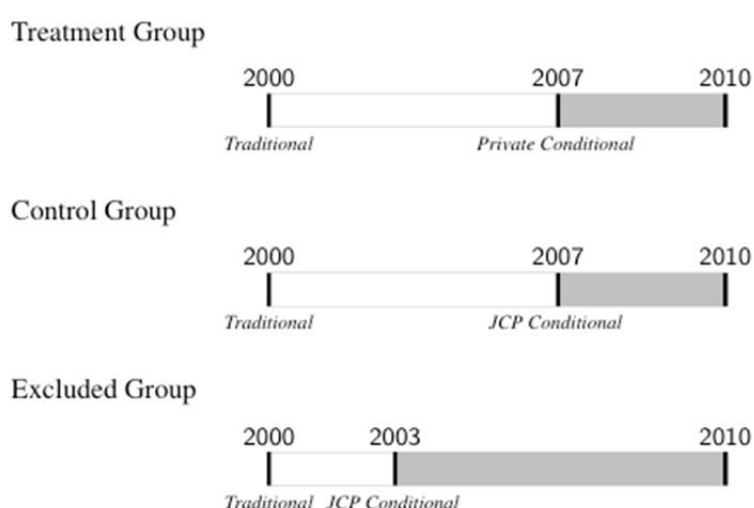 Treatment Group
2000 2007 2010
Traditional Private Conditional
Control Group
2000 2007 2010
Traditional JCP Conditional
Excluded Group
2000 2003 2010
Traditional JCP Conditional